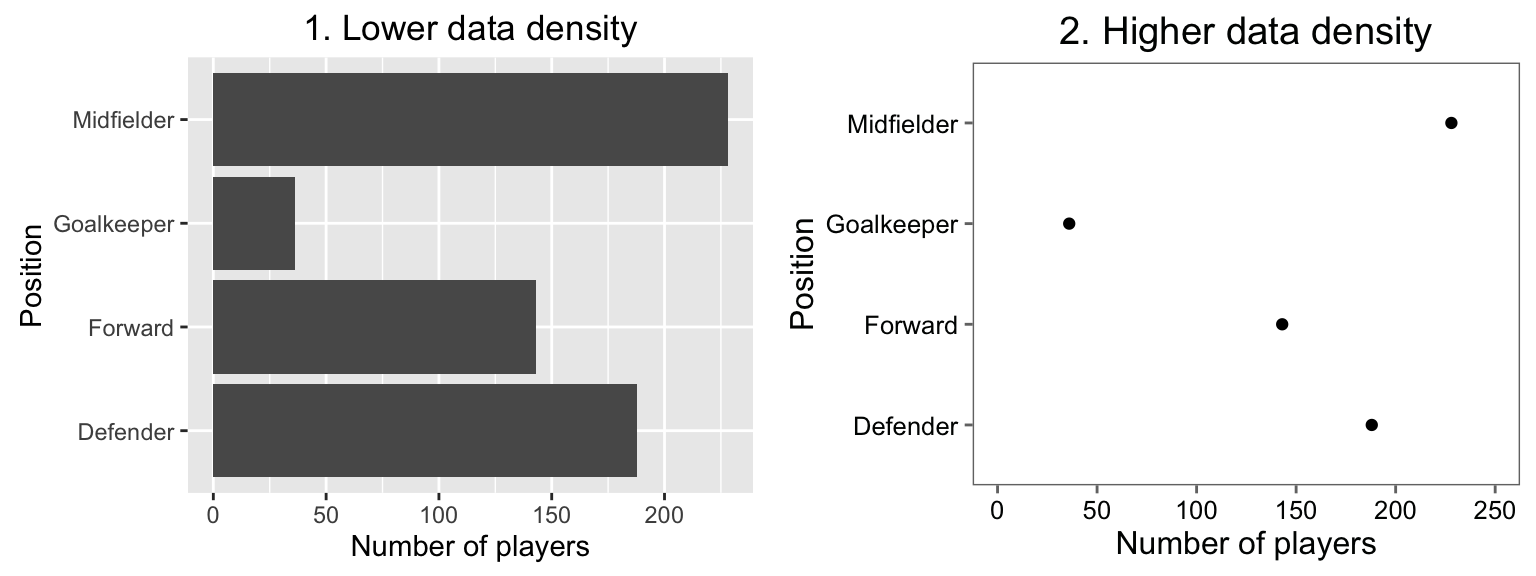 1. Lower data density
Midfielder
Goalkeeper
Forward
Defender
Position
0 50 100 150 200
Number of players
2. Higher data density
Midfielder
Goalkeeper
Forward
Defender
Position
0 50 100 150 200 250
Number of players